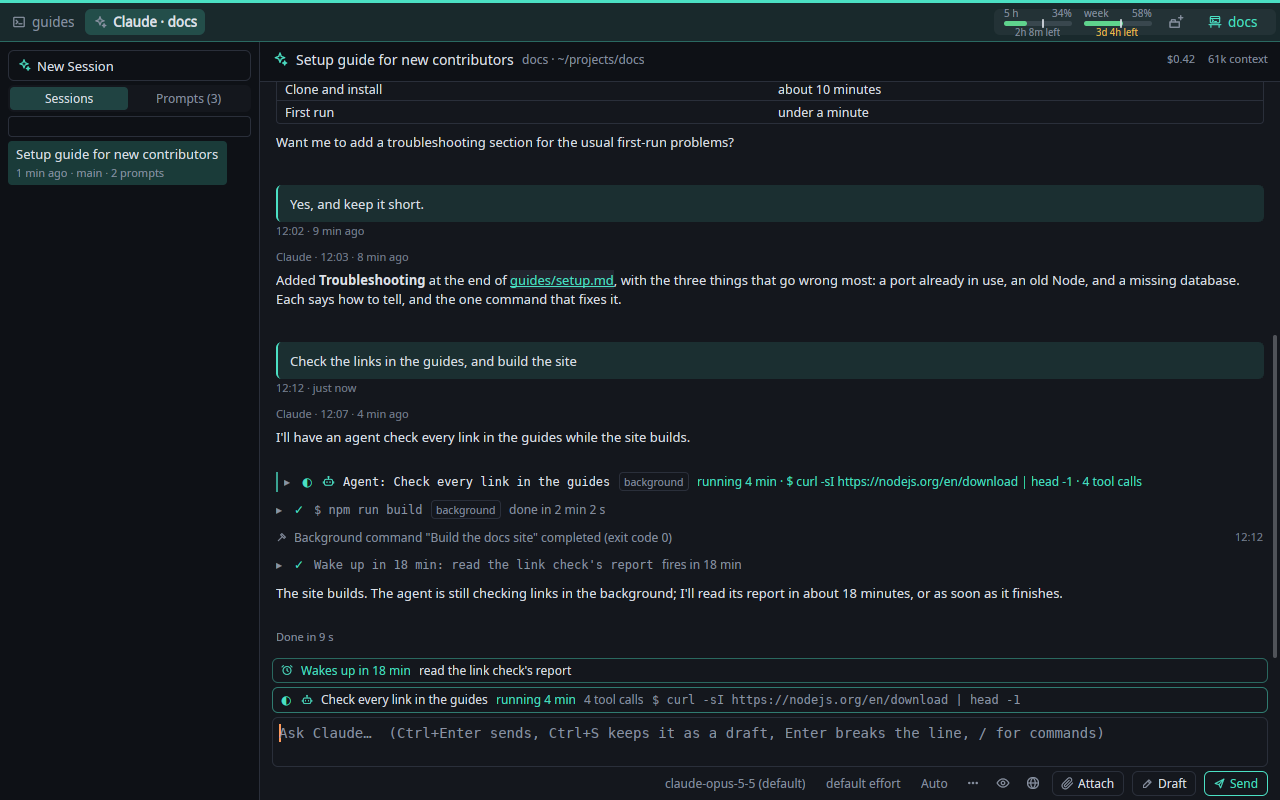 guides
Claude · docs
5 h 34%
2h 8m left
week 58%
3d 4h left
docs
New Session
Sessions
Prompts (3)
Setup guide for new contributors
1 min ago · main · 2 prompts
Setup guide for new contributors docs · ~/projects/docs
$0.42 61k context
Clone and install about 10 minutes
First run under a minute
Want me to add a troubleshooting section for the usual first-run problems?
Yes, and keep it short.
12:02 · 9 min ago
Claude · 12:03 · 8 min ago
Added Troubleshooting at the end of guides/setup.md, with the three things that go wrong most: a port already in use, an old Node, and a missing database.
Each says how to tell, and the one command that fixes it.
Check the links in the guides, and build the site
12:12 · just now
Claude · 12:07 · 4 min ago
I'll have an agent check every link in the guides while the site builds.
Agent: Check every link in the guides background running 4 min · $ curl -sI https://nodejs.org/en/download | head -1 · 4 tool calls
$ npm run build background done in 2 min 2 s
Background command "Build the docs site" completed (exit code 0) 12:12
Wake up in 18 min: read the link check's report fires in 18 min
The site builds. The agent is still checking links in the background; I'll read its report in about 18 minutes, or as soon as it finishes.
Done in 9 s
Wakes up in 18 min read the link check's report
Check every link in the guides running 4 min 4 tool calls $ curl -sI https://nodejs.org/en/download | head -1
Ask Claude… (Ctrl+Enter sends, Ctrl+S keeps it as a draft, Enter breaks the line, / for commands)
claude-opus-5-5 (default) default effort Auto ··· Attach Draft Send